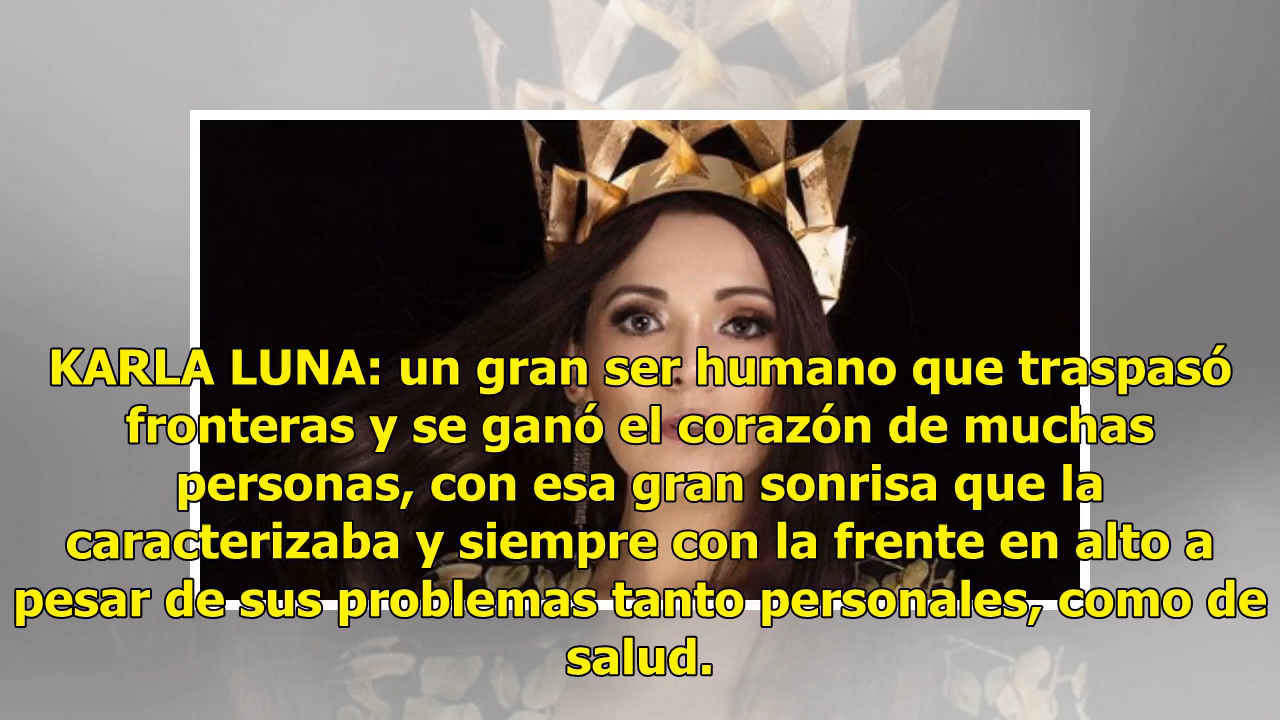 KARLA LUNA: un gran ser humano que traspasó
fronteras y se ganó el corazón de muchas
personas, con esa gran sonrisa que la
caracterizaba y siempre con la frente en alto a
pesar de sus problemas tanto personales, como de
salud.